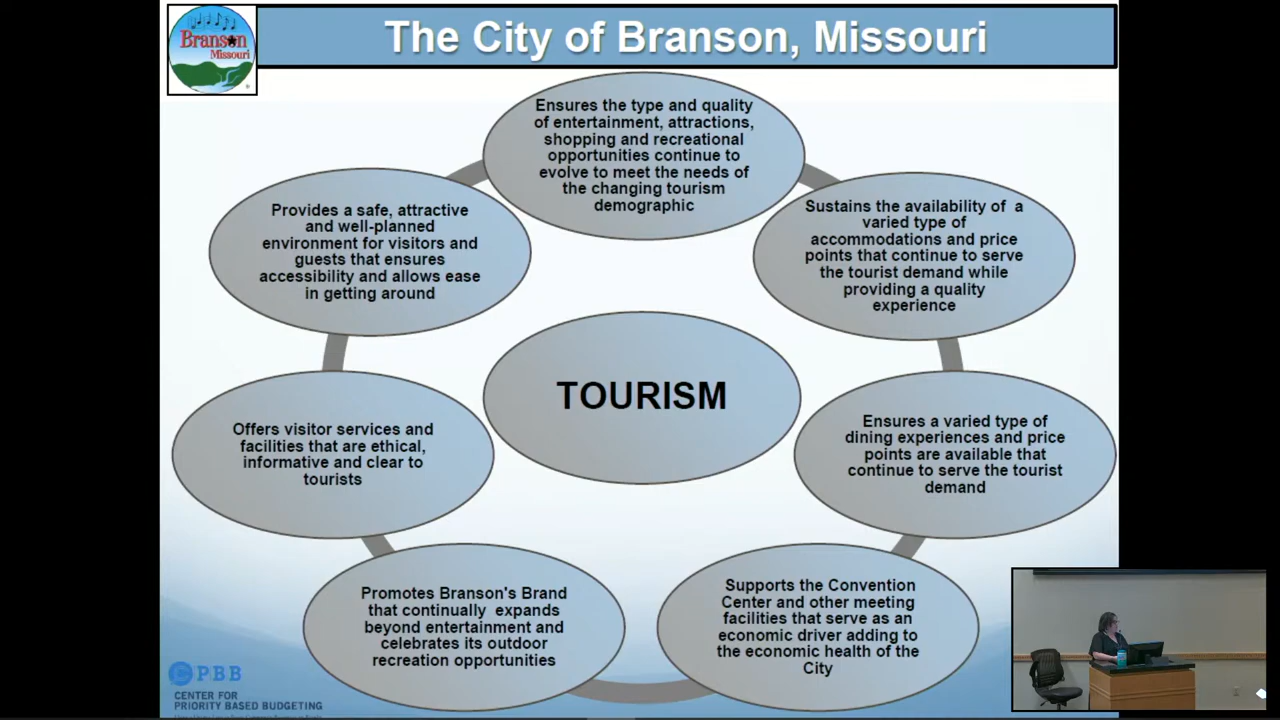 Branson
Missouri
The City of Branson, Missouri
Ensures the type and quality
of entertainment, attractions,
shopping and recreational
opportunities continue to
evolve to meet the needs of
the changing tourism
demographic
Sustains the availability of a
varied type of
accommodations and price
points that continue to serve
the tourist demand while
providing a quality
experience
Ensures a varied type of
dining experiences and price
points are available that
continue to serve the tourist
demand
Supports the Convention
Center and other meeting
facilities that serve as an
economic driver adding to
the economic health of the
City
Promotes Branson's Brand
that continually expands
beyond entertainment and
celebrates its outdoor
recreation opportunities
Offers visitor services and
facilities that are ethical,
informative and clear to
tourists
Provides a safe, attractive
and well-planned
environment for visitors and
guests that ensures
accessibility and allows ease
in getting around
TOURISM
PBB
CENTER FOR
PRIORITY BASED BUDGETING